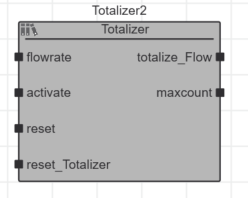 Totalizer2
Totalizer
flowrate totalize_Flow
activate maxcount
reset
reset_Totalizer